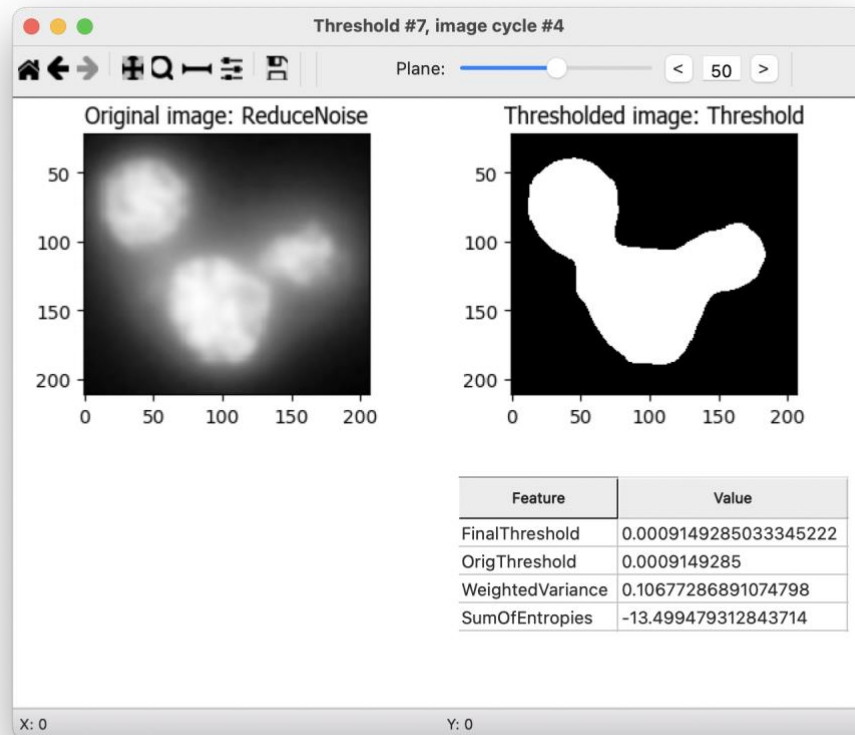 Threshold #7, image cycle #4
Plane: < 50 >
Original image: ReduceNoise
50
100
150
200
0 50 100 150 200
Thresholded image: Threshold
50
100
150
200
0 50 100 150 200
Feature Value
FinalThreshold 0.0009149285033345222
OrigThreshold 0.0009149285
WeightedVariance 0.10677286891074798
SumOfEntropies -13.499479312843714
X: 0 Y: 0